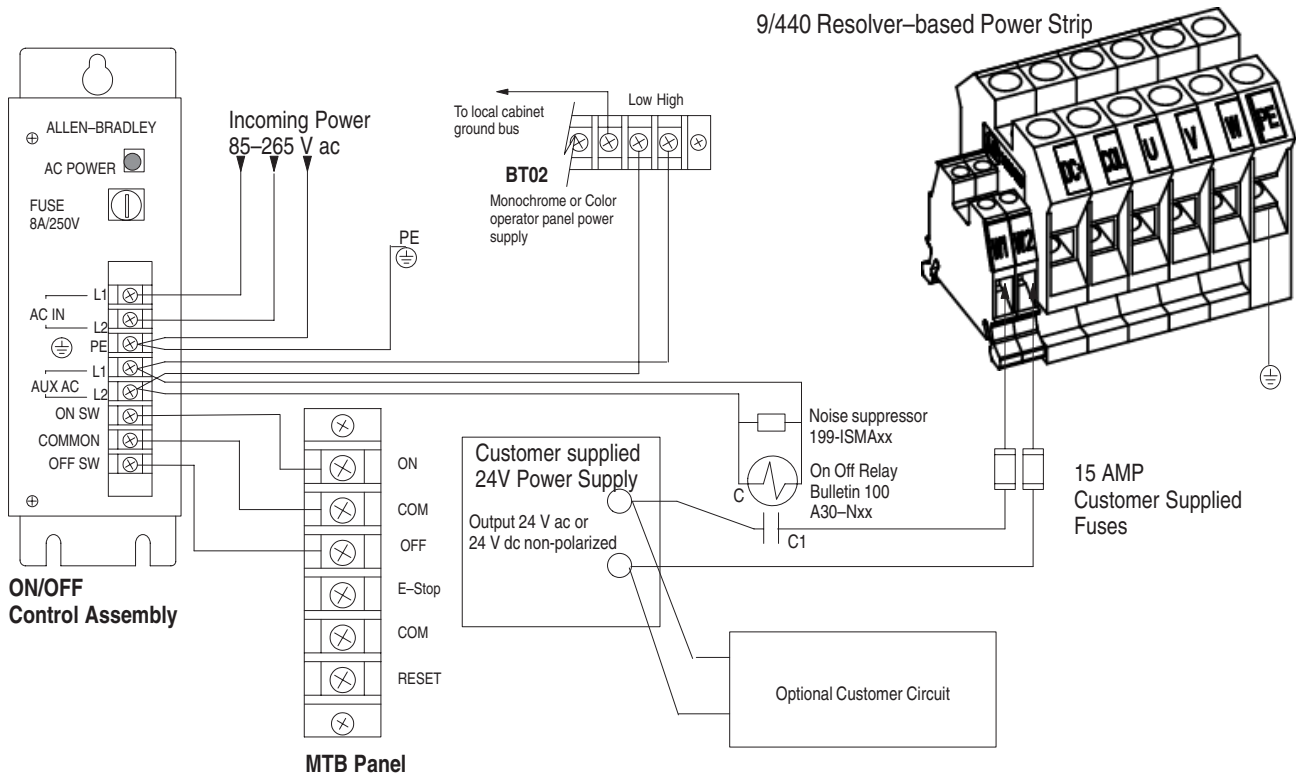 9/440 Resolver–based Power Strip
ALLEN–BRADLEY
AC POWER
FUSE
8A/250V
Incoming Power
85–265 V ac
To local cabinet
ground bus
Low High
BT02
Monochrome or Color
operator panel power
supply
PE
L1
AC IN
L2
PE
L1
AUX AC
L2
ON SW
COMMON
OFF SW
ON/OFF
Control Assembly
ON
COM
OFF
E–Stop
COM
RESET
MTB Panel
Customer supplied
24V Power Supply
Output 24 V ac or
24 V dc non-polarized
Noise suppressor
199-ISMAxx
On Off Relay
Bulletin 100
A30–Nxx
C
C1
15 AMP
Customer Supplied
Fuses
Optional Customer Circuit
DC+
COL
U
V
W
PE
W1
W2